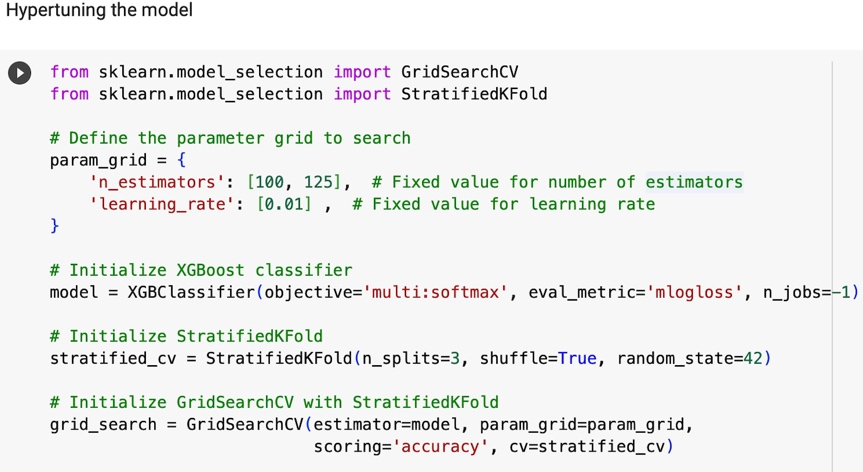 Hypertuning the model
from sklearn.model_selection import GridSearchCV
from sklearn.model_selection import StratifiedKFold
# Define the parameter grid to search
param_grid = {
    'n_estimators': [100, 125],  # Fixed value for number of estimators
    'learning_rate': [0.01] ,  # Fixed value for learning rate
}
# Initialize XGBoost classifier
model = XGBClassifier(objective='multi:softmax', eval_metric='mlogloss', n_jobs=-1)
# Initialize StratifiedKFold
stratified_cv = StratifiedKFold(n_splits=3, shuffle=True, random_state=42)
# Initialize GridSearchCV with StratifiedKFold
grid_search = GridSearchCV(estimator=model, param_grid=param_grid,
                           scoring='accuracy', cv=stratified_cv)